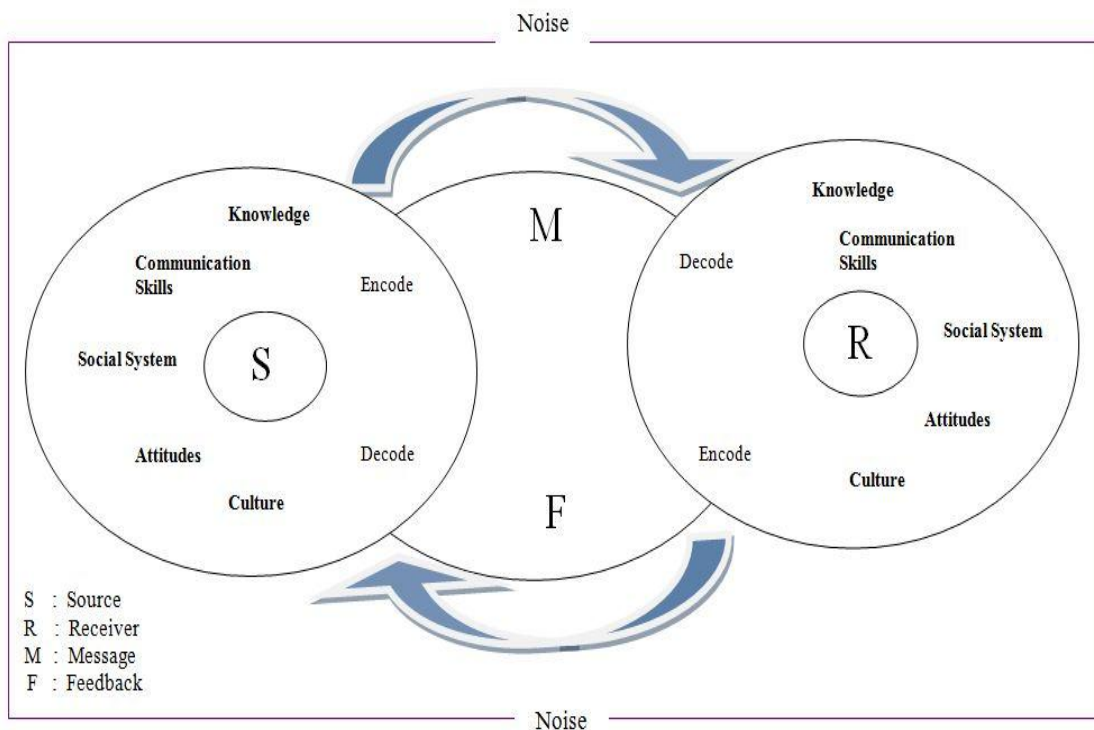 Noise
Knowledge
Communication
Skills
Encode
Social System
S
Attitudes
Decode
Culture
M
F
Knowledge
Communication
Skills
Decode
Social System
R
Attitudes
Encode
Culture
S : Source
R : Receiver
M : Message
F : Feedback
Noise